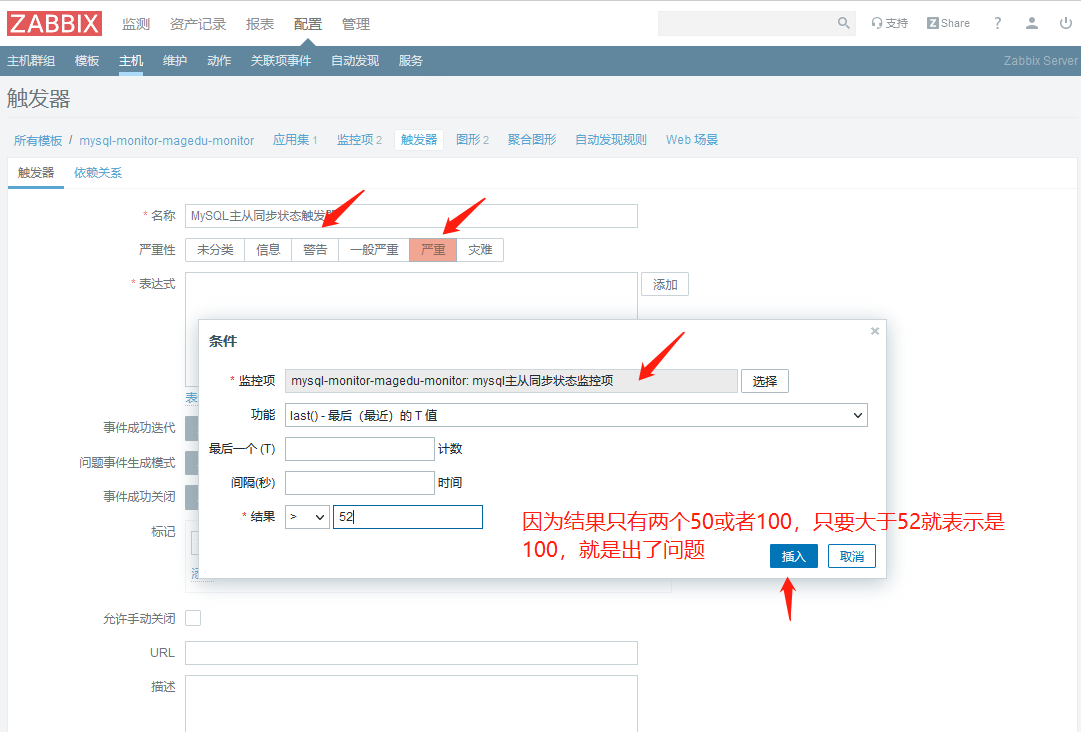 ZABBIX 监测 资产记录 报表 配置 管理 支持 Z Share ?
主机群组 模板 主机 维护 动作 关联项事件 自动发现 服务 Zabbix Server
触发器
所有模板 / mysql-monitor-magedu-monitor 应用集 1 监控项 2 触发器 图形 2 聚合图形 自动发现规则 Web 场景
触发器 依赖关系
* 名称 MySQL主从同步状态触发
严重性 未分类 信息 警告 一般严重 严重 灾难
* 表达式 添加
条件 ×
* 监控项 mysql-monitor-magedu-monitor: mysql主从同步状态监控项 选择
功能 last() - 最后（最近）的 T 值
表
事件成功迭代
最后一个 (T) 计数
问题事件生成模式
间隔(秒) 时间
事件成功关闭
* 结果 > 52
标记
因为结果只有两个50或者100，只要大于52就表示是
100，就是出了问题
插入 取消
允许手动关闭
URL
描述